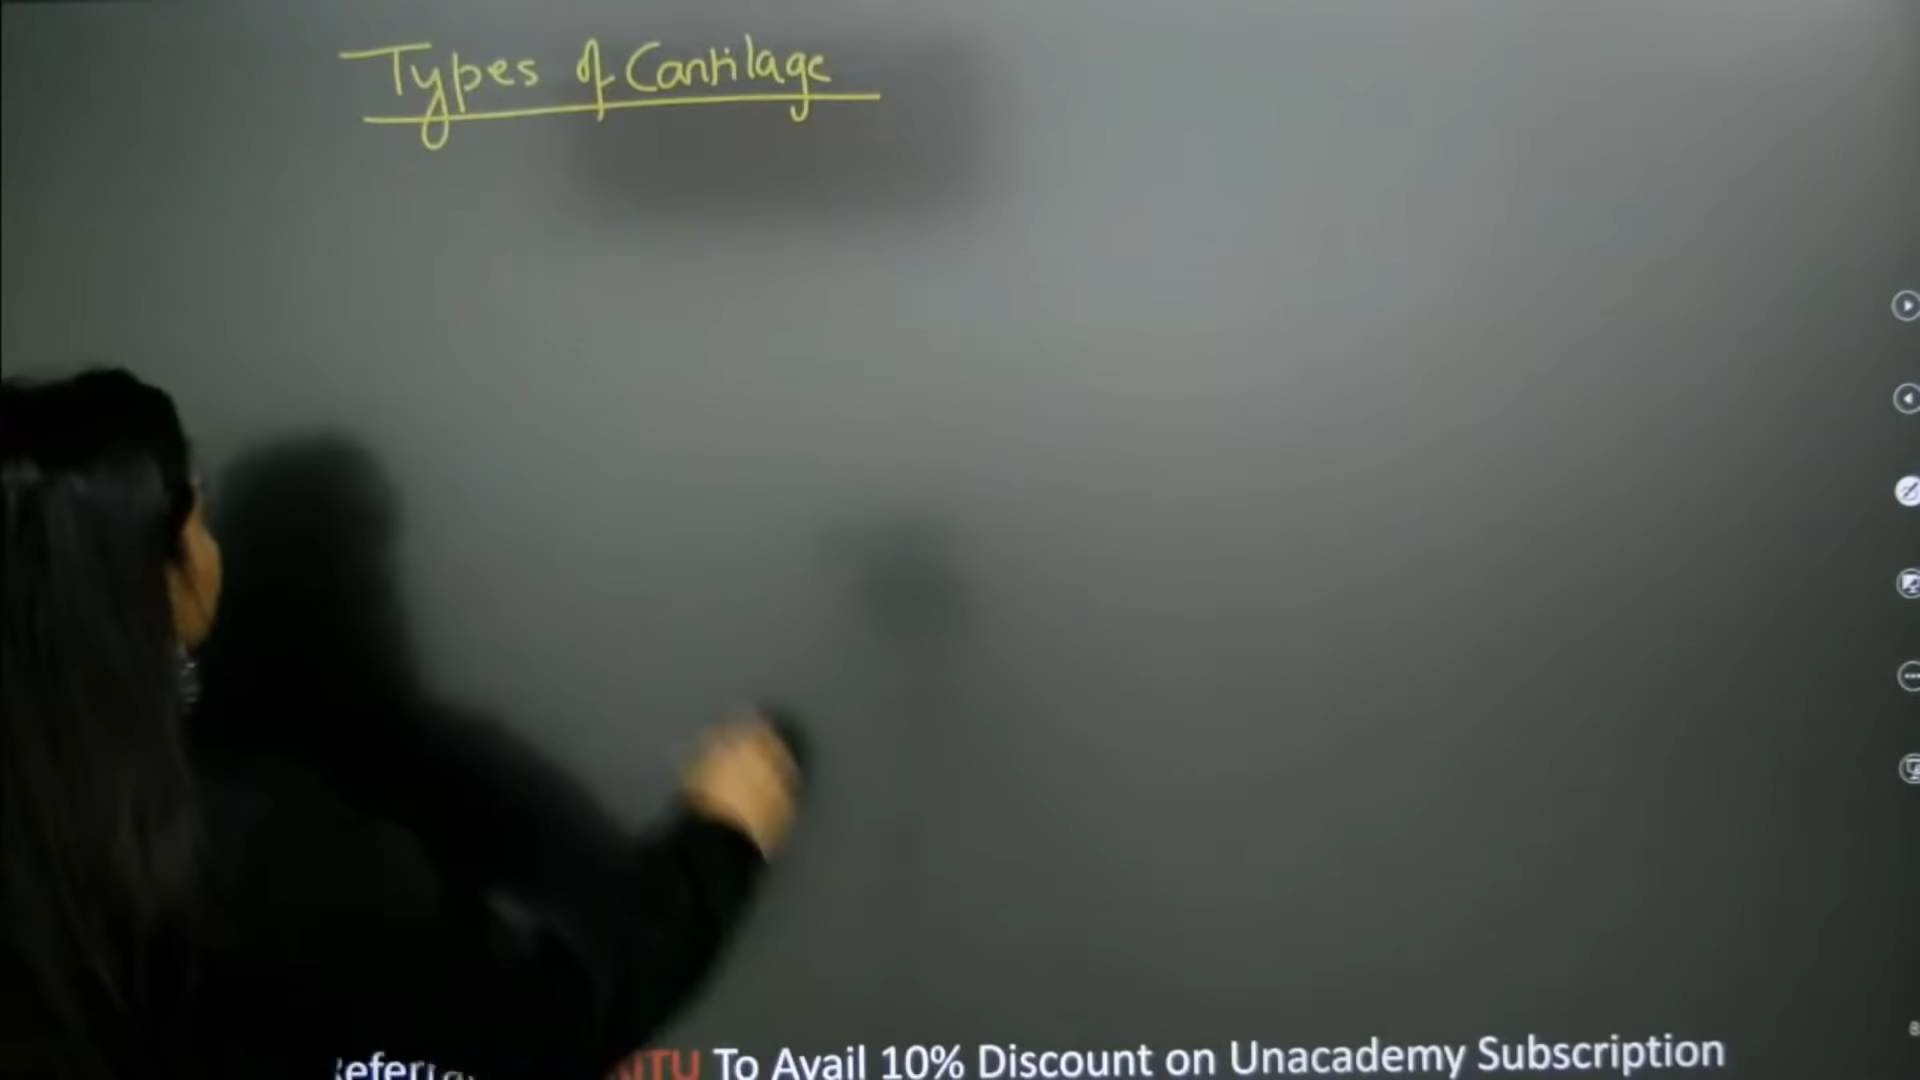 Types of Cartilage
To Avail 10% Discount on Unacademy Subscription